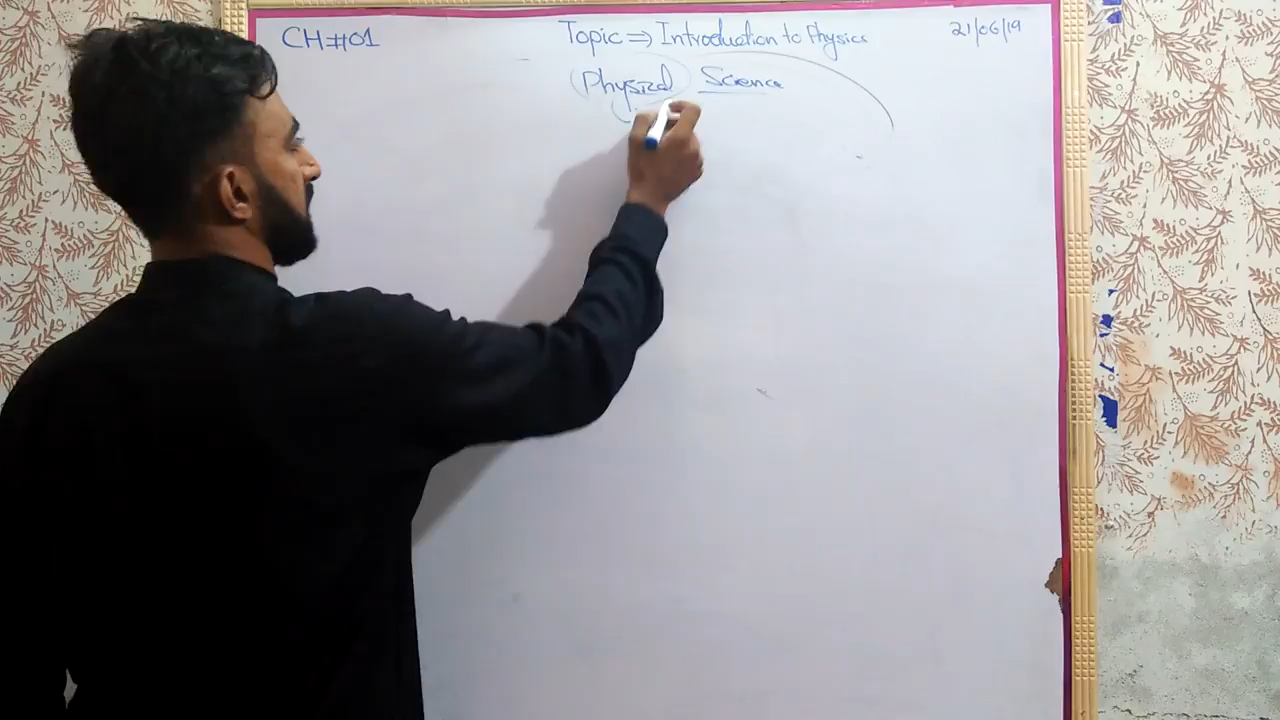 CH#01 Topic ⇒ Introduction to Physics 21/06/19
Physical Science